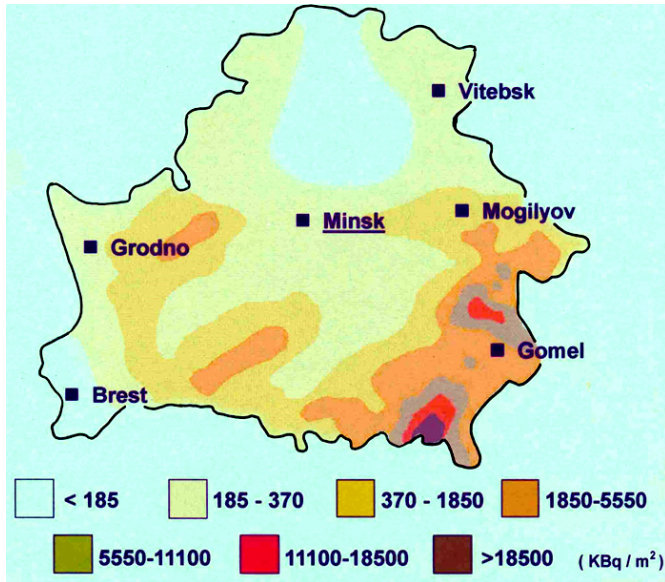 Vitebsk
Mogilyov
Minsk
Grodno
Gomel
Brest
< 185
185 - 370
370 - 1850
1850-5550
5550-11100
11100-18500
>18500
( KBq / m²)